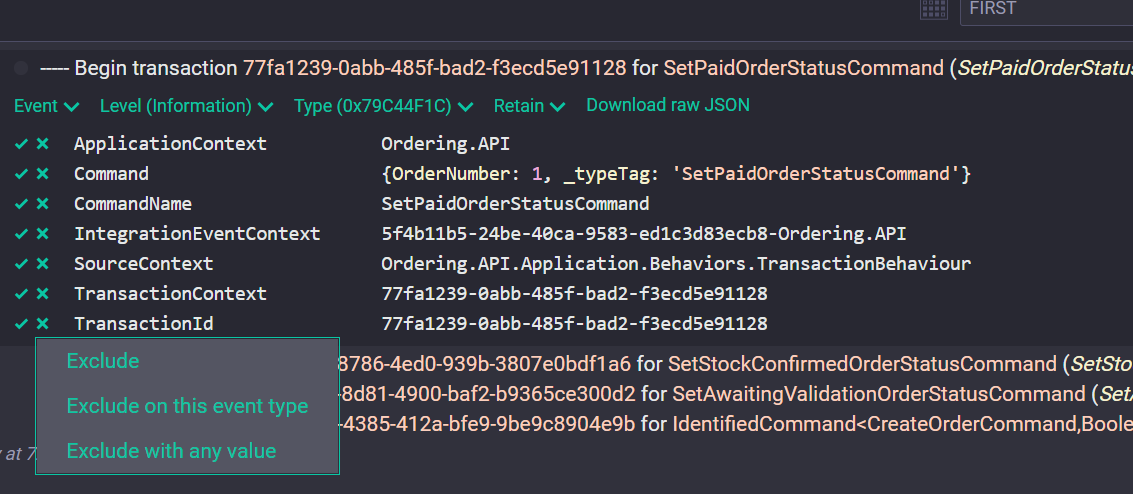 FIRST
----- Begin transaction 77fa1239-0abb-485f-bad2-f3ecd5e91128 for SetPaidOrderStatusCommand (SetPaidOrderStatus
Event Level (Information) Type (0x79C44F1C) Retain Download raw JSON
ApplicationContext Ordering.API
Command {OrderNumber: 1, _typeTag: 'SetPaidOrderStatusCommand'}
CommandName SetPaidOrderStatusCommand
IntegrationEventContext 5f4b11b5-24be-40ca-9583-ed1c3d83ecb8-Ordering.API
SourceContext Ordering.API.Application.Behaviors.TransactionBehaviour
TransactionContext 77fa1239-0abb-485f-bad2-f3ecd5e91128
TransactionId 77fa1239-0abb-485f-bad2-f3ecd5e91128
Exclude
Exclude on this event type
Exclude with any value
8786-4ed0-939b-3807e0bdf1a6 for SetStockConfirmedOrderStatusCommand (SetSto
-8d81-4900-baf2-b9365ce300d2 for SetAwaitingValidationOrderStatusCommand (SetA
-4385-412a-bfe9-9be9c8904e9b for IdentifiedCommand<CreateOrderCommand,Boole
at 7